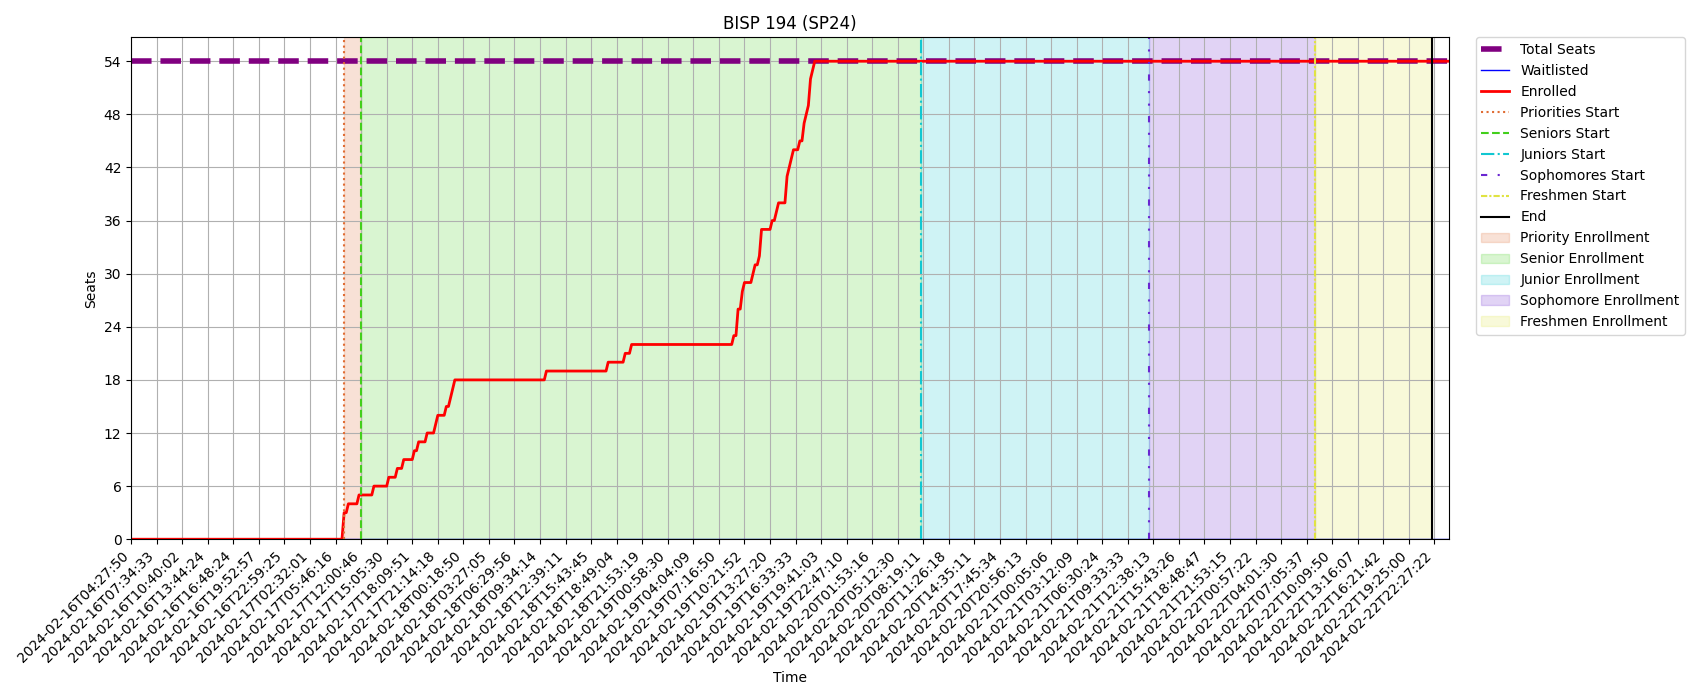 BISP 194 (SP24)
Seats
54
48
42
36
30
24
18
12
6
0
2024-02-16T04:27:50
2024-02-16T07:34:33
2024-02-16T10:40:02
2024-02-16T13:44:24
2024-02-16T16:48:24
2024-02-16T19:52:57
2024-02-16T22:59:25
2024-02-17T02:32:01
2024-02-17T05:46:16
2024-02-17T12:00:46
2024-02-17T15:05:30
2024-02-17T18:09:51
2024-02-17T21:14:18
2024-02-18T00:18:50
2024-02-18T03:27:05
2024-02-18T06:29:56
2024-02-18T09:34:14
2024-02-18T12:39:11
2024-02-18T15:43:45
2024-02-18T18:49:04
2024-02-18T21:53:19
2024-02-19T00:58:30
2024-02-19T04:04:09
2024-02-19T07:16:50
2024-02-19T10:21:52
2024-02-19T13:27:20
2024-02-19T16:33:33
2024-02-19T19:41:03
2024-02-19T22:47:10
2024-02-20T01:53:16
2024-02-20T05:12:30
2024-02-20T08:19:11
2024-02-20T11:26:18
2024-02-20T14:35:11
2024-02-20T17:45:34
2024-02-20T20:56:13
2024-02-21T00:05:06
2024-02-21T03:12:09
2024-02-21T06:30:24
2024-02-21T09:33:33
2024-02-21T12:38:13
2024-02-21T15:43:26
2024-02-21T18:48:47
2024-02-21T21:53:15
2024-02-22T00:57:22
2024-02-22T04:01:30
2024-02-22T07:05:37
2024-02-22T10:09:50
2024-02-22T13:16:07
2024-02-22T16:21:42
2024-02-22T19:25:00
2024-02-22T22:27:22
Time
Total Seats
Waitlisted
Enrolled
Priorities Start
Seniors Start
Juniors Start
Sophomores Start
Freshmen Start
End
Priority Enrollment
Senior Enrollment
Junior Enrollment
Sophomore Enrollment
Freshmen Enrollment